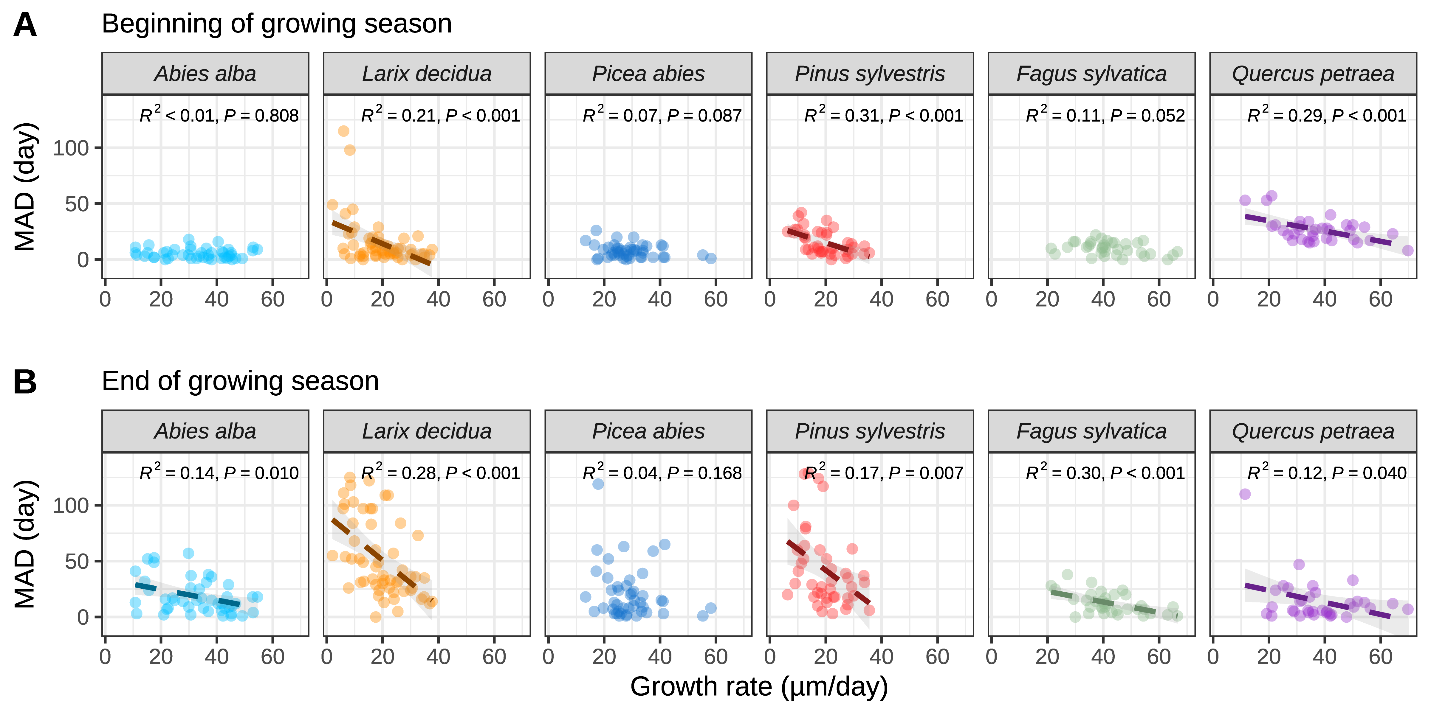 A Beginning of growing season
Abies alba Larix decidua Picea abies Pinus sylvestris Fagus sylvatica Quercus petraea
R² < 0.01, P = 0.808 R² = 0.21, P < 0.001 R² = 0.07, P = 0.087 R² = 0.31, P < 0.001 R² = 0.11, P = 0.052 R² = 0.29, P < 0.001
MAD (day)
100
50
0
0 20 40 60 0 20 40 60 0 20 40 60 0 20 40 60 0 20 40 60 0 20 40 60
B End of growing season
Abies alba Larix decidua Picea abies Pinus sylvestris Fagus sylvatica Quercus petraea
R² = 0.14, P = 0.010 R² = 0.28, P < 0.001 R² = 0.04, P = 0.168 R² = 0.17, P = 0.007 R² = 0.30, P < 0.001 R² = 0.12, P = 0.040
MAD (day)
100
50
0
0 20 40 60 0 20 40 60 0 20 40 60 0 20 40 60 0 20 40 60 0 20 40 60
Growth rate (µm/day)